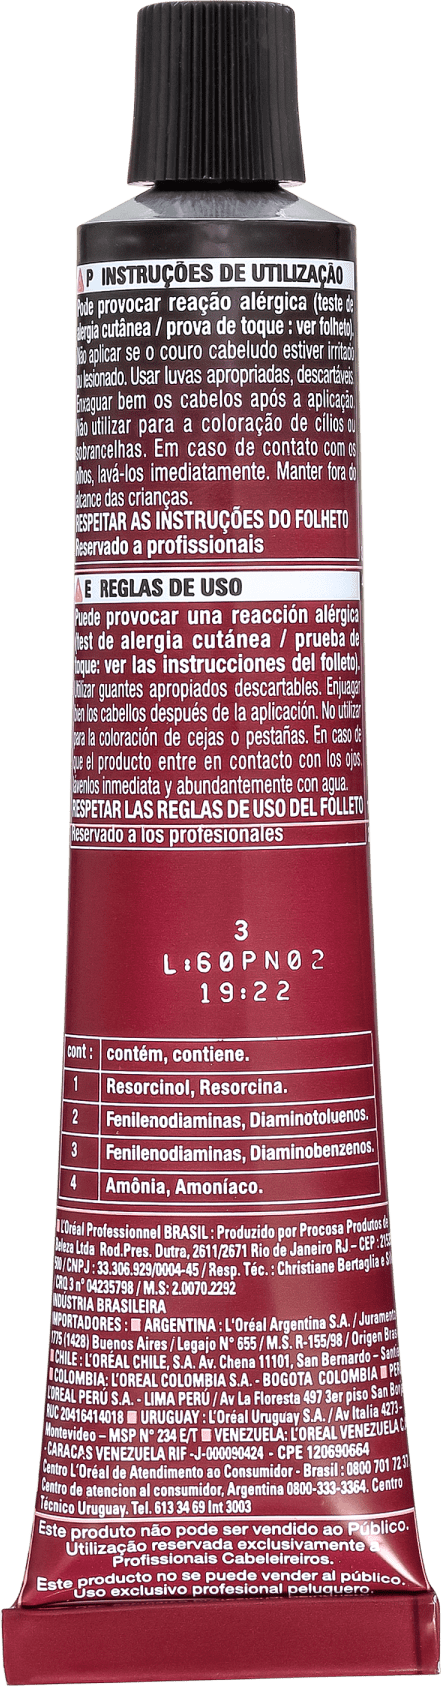 P INSTRUÇÕES DE UTILIZAÇÃO
Pode provocar reação alérgica (teste de
alergia cutânea / prova de toque : ver folheto).
Não aplicar se o couro cabeludo estiver irritado
ou lesionado. Usar luvas apropriadas, descartáveis.
Enxaguar bem os cabelos após a aplicação.
Não utilizar para a coloração de cílios ou
sobrancelhas. Em caso de contato com os
olhos, lavá-los imediatamente. Manter fora do
alcance das crianças.
RESPEITAR AS INSTRUÇÕES DO FOLHETO
Reservado a profissionais
E REGLAS DE USO
Puede provocar una reacción alérgica
(test de alergia cutánea / prueba de
toque: ver las instrucciones del folleto).
Utilizar guantes apropiados descartables. Enjuagar
bien los cabellos después de la aplicación. No utilizar
para la coloración de cejas o pestañas. En caso de
que el producto entre en contacto con los ojos,
lávenlos inmediata y abundantemente con agua.
RESPETAR LAS REGLAS DE USO DEL FOLLETO
Reservado a los profesionales
3
L:60PN02
19:22
cont : contém, contiene.
1 Resorcinol, Resorcina.
2 Fenilenodiaminas, Diaminotoluenos.
3 Fenilenodiaminas, Diaminobenzenos.
4 Amônia, Amoníaco.
L'Oréal Professionnel BRASIL : Produzido por Procosa Produtos de
Beleza Ltda Rod.Pres. Dutra, 2611/2671 Rio de Janeiro RJ – CEP :
/CNPJ : 33.306.929/0004-45 / Resp. Téc. : Christiane Bertaglia e
CRQ 3 n° 04235798 / M.S: 2.0070.2292
INDÚSTRIA BRASILEIRA
IMPORTADORES : ARGENTINA : L'Oréal Argentina S.A. / Juramento
1775 (1428) Buenos Aires / Legajo N° 655 / M.S. R-155/98 / Origen
CHILE : L'ORÉAL CHILE, S.A. Av. Chena 11101, San Bernardo –
COLOMBIA: L'OREAL COLOMBIA S.A. - BOGOTA COLOMBIA
L'OREAL PERÚ S.A. - LIMA PERÚ / Av La Floresta 497 3er piso San
RUC 20416414018 URUGUAY : L'Oréal Uruguay S.A. / Av Italia 4273 –
Montevideo – MSP N° 234 E/T VENEZUELA: L'OREAL VENEZUELA
- CARACAS VENEZUELA RIF -J-000090424 - CPE 120690664
Centro L'Oréal de Atendimento ao Consumidor - Brasil : 0800 701 72
Centro de atencion al consumidor, Argentina 0800-333-3364. Centro
Técnico Uruguay. Tel. 613 34 69 Int 3003
Este produto não pode ser vendido ao Público.
Utilização reservada exclusivamente a
Profissionais Cabeleireiros.
Este producto no se puede vender al público.
Uso exclusivo profesional peluquero.